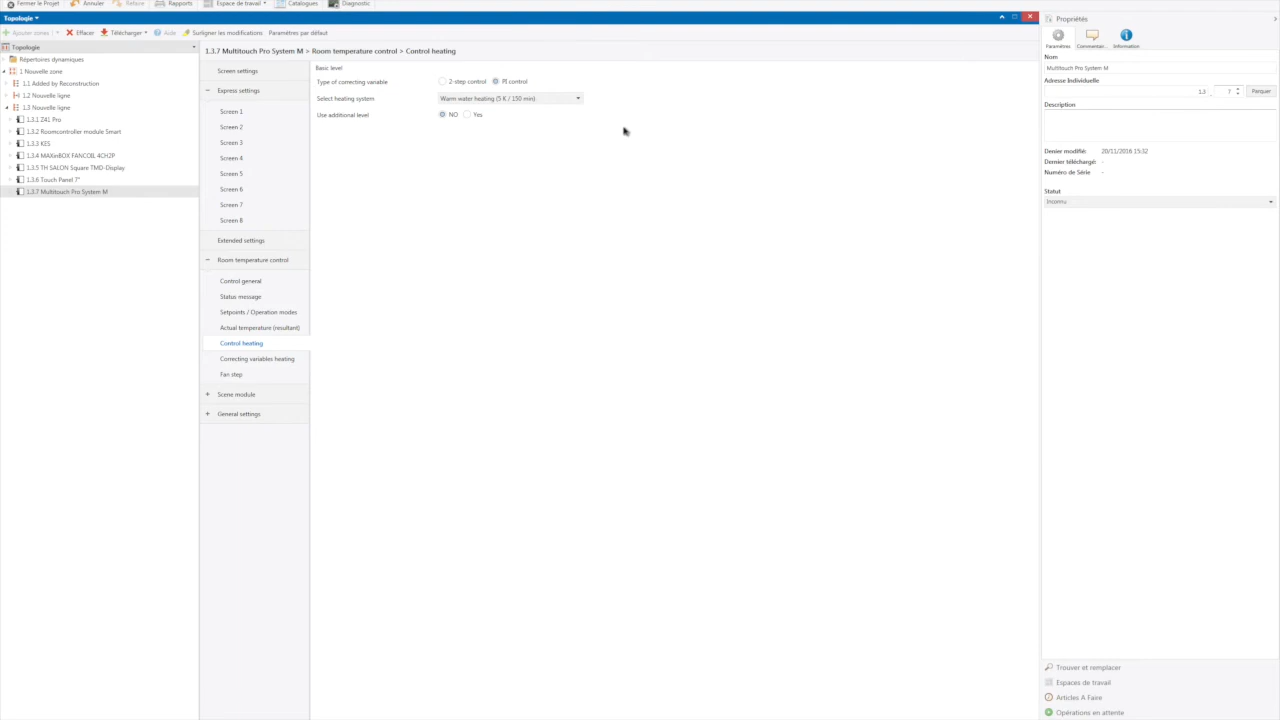 Fermer le Projet Annuler Refaire Rapports Espace de travail Catalogues Diagnostic
Topologie
Ajouter zones Effacer Télécharger Aide Surligner les modifications Paramètres par défaut
Topologie
Répertoires dynamiques
1 Nouvelle zone
1.1 Added by Reconstruction
1.2 Nouvelle ligne
1.3 Nouvelle ligne
1.3.1 Z41 Pro
1.3.2 Roomcontroller module Smart
1.3.3 KES
1.3.4 MAXinBOX FANCOIL 4CH2P
1.3.5 TH SALON Square TMD-Display
1.3.6 Touch Panel 7"
1.3.7 Multitouch Pro System M
1.3.7 Multitouch Pro System M > Room temperature control > Control heating
Screen settings
Express settings
Screen 1
Screen 2
Screen 3
Screen 4
Screen 5
Screen 6
Screen 7
Screen 8
Extended settings
Room temperature control
Control general
Status message
Setpoints / Operation modes
Actual temperature (resultant)
Control heating
Correcting variables heating
Fan step
Scene module
General settings
Basic level
Type of correcting variable 2-step control PI control
Select heating system Warm water heating (5 K / 150 min)
Use additional level NO Yes
Propriétés
Paramètres Commentair... Information
Nom
Multitouch Pro System M
Adresse Individuelle
1.3 . 7 Parquer
Description
Denier modifié: 20/11/2016 15:32
Dernier téléchargé: -
Numéro de Série: -
Statut
Inconnu
Trouver et remplacer
Espaces de travail
Articles A Faire
Opérations en attente